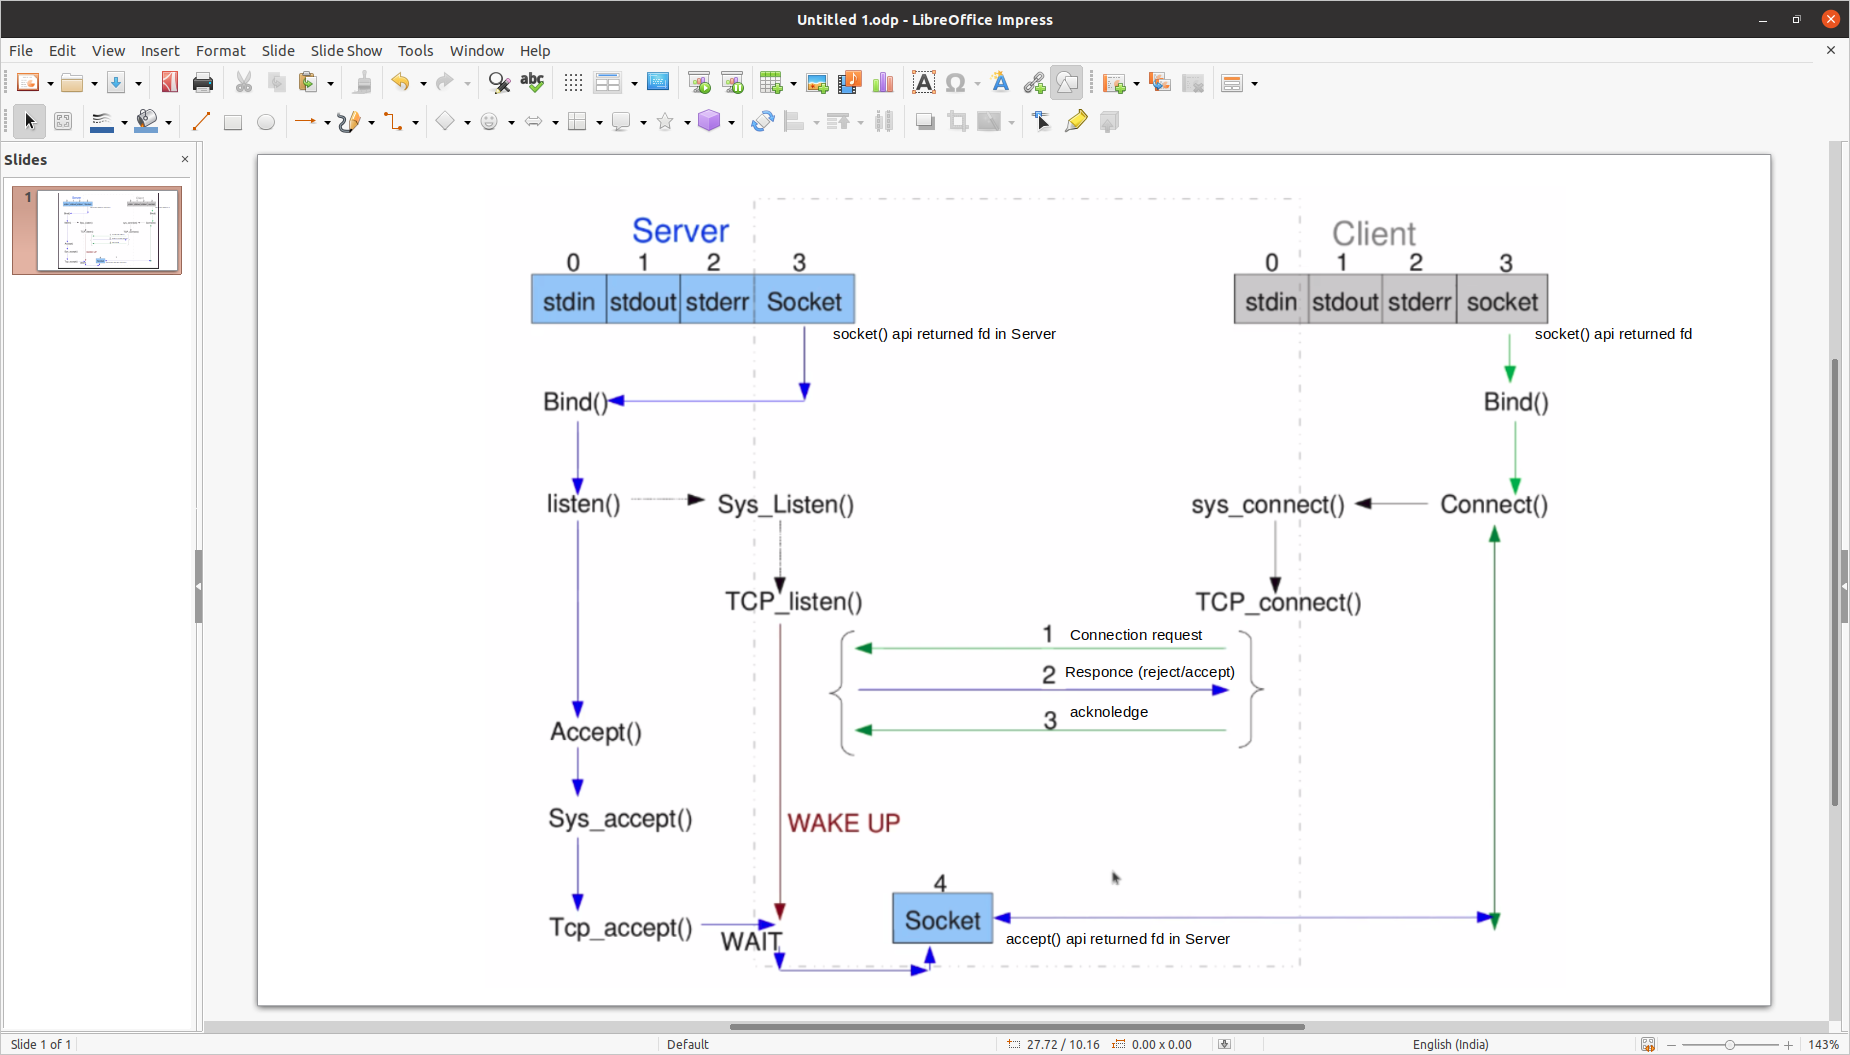 Untitled 1.odp - LibreOffice Impress
File Edit View Insert Format Slide Slide Show Tools Window Help
abc
Slides
1
Server
Client
0 1 2 3
0 1 2 3
stdin stdout stderr Socket
stdin stdout stderr socket
socket() api returned fd in Server
socket() api returned fd
Bind()
Bind()
listen() Sys_Listen()
sys_connect() Connect()
TCP_listen()
TCP_connect()
1 Connection request
2 Responce (reject/accept)
3 acknoledge
Accept()
Sys_accept()
WAKE UP
4
Socket
Tcp_accept()
WAIT
accept() api returned fd in Server
Slide 1 of 1 Default 27.72 / 10.16 0.00 x 0.00 English (India) 143%